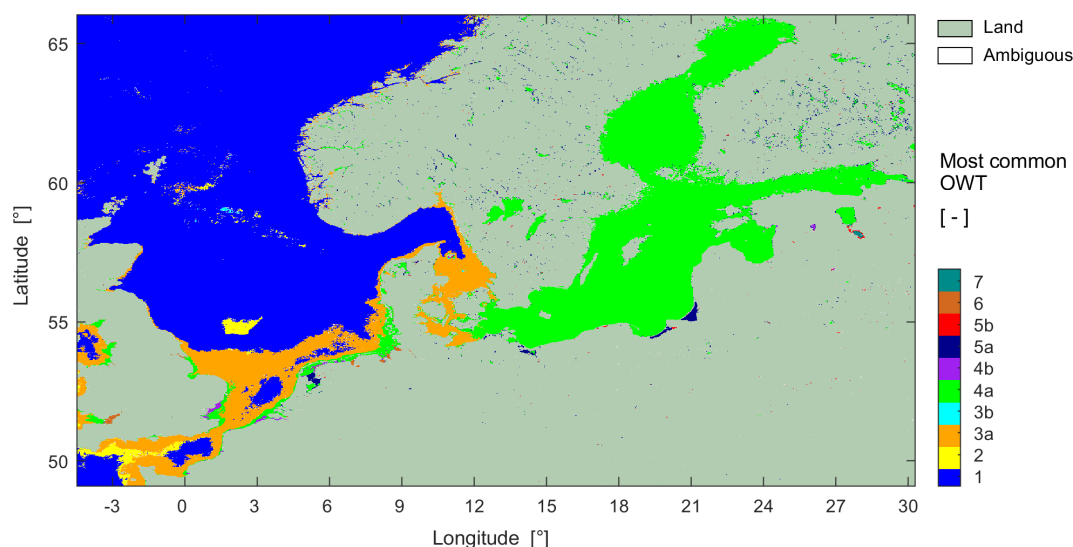 Land
Ambiguous
Most common
OWT
[ - ]
7
6
5b
5a
4b
4a
3b
3a
2
1
65
60
55
50
Latitude [°]
-3 0 3 6 9 12 15 18 21 24 27 30
Longitude [°]